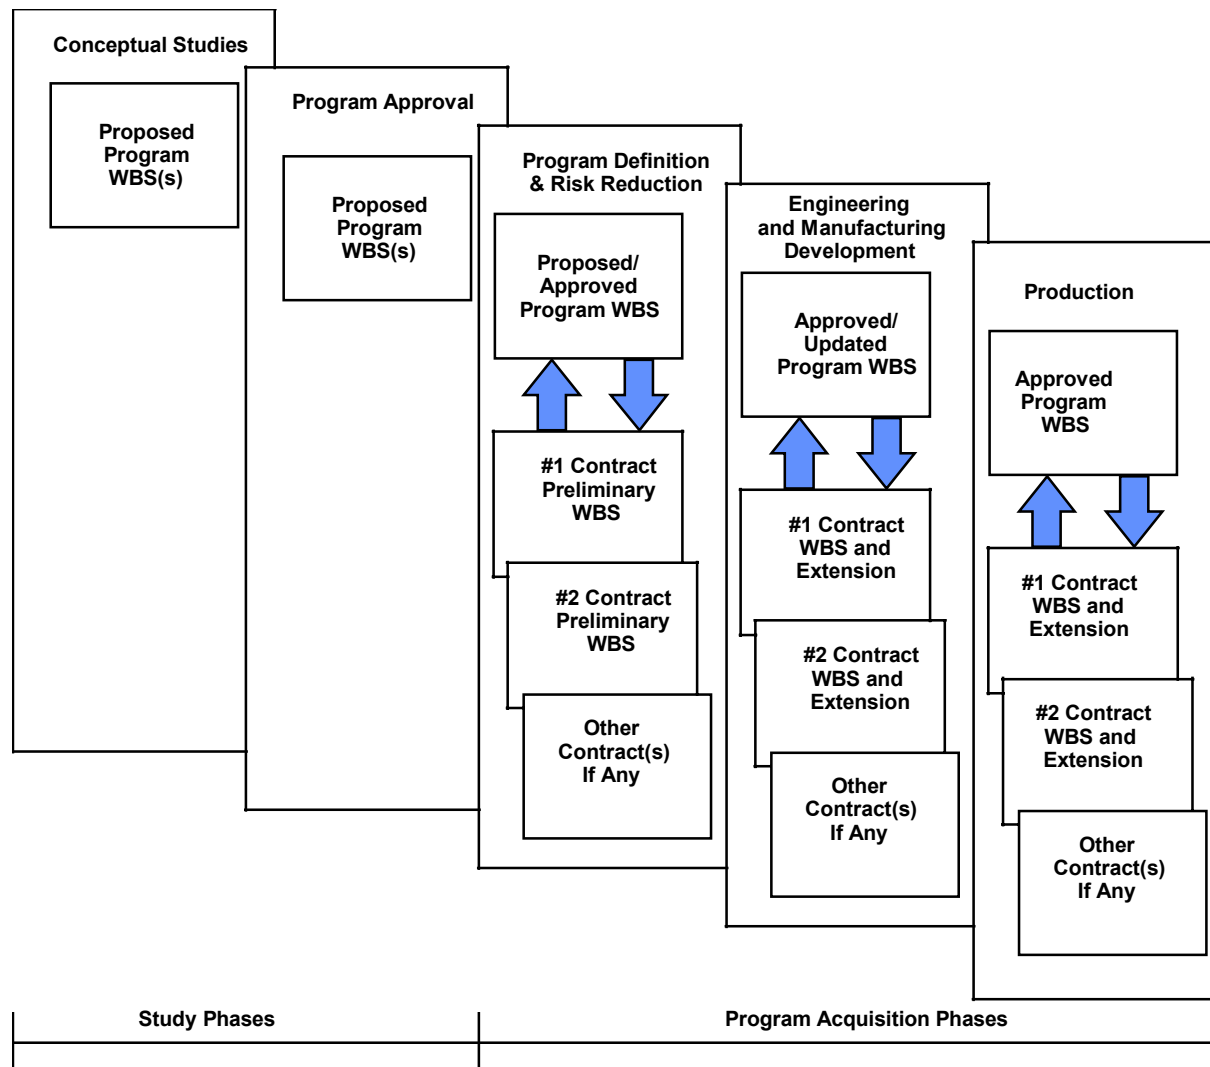 Conceptual Studies
Proposed
Program
WBS(s)
Program Approval
Proposed
Program
WBS(s)
Program Definition
& Risk Reduction
Proposed/
Approved
Program WBS
#1 Contract
Preliminary
WBS
#2 Contract
Preliminary
WBS
Other
Contract(s)
If Any
Engineering
and Manufacturing
Development
Approved/
Updated
Program WBS
#1 Contract
WBS and
Extension
#2 Contract
WBS and
Extension
Other
Contract(s)
If Any
Production
Approved
Program
WBS
#1 Contract
WBS and
Extension
#2 Contract
WBS and
Extension
Other
Contract(s)
If Any
Study Phases
Program Acquisition Phases